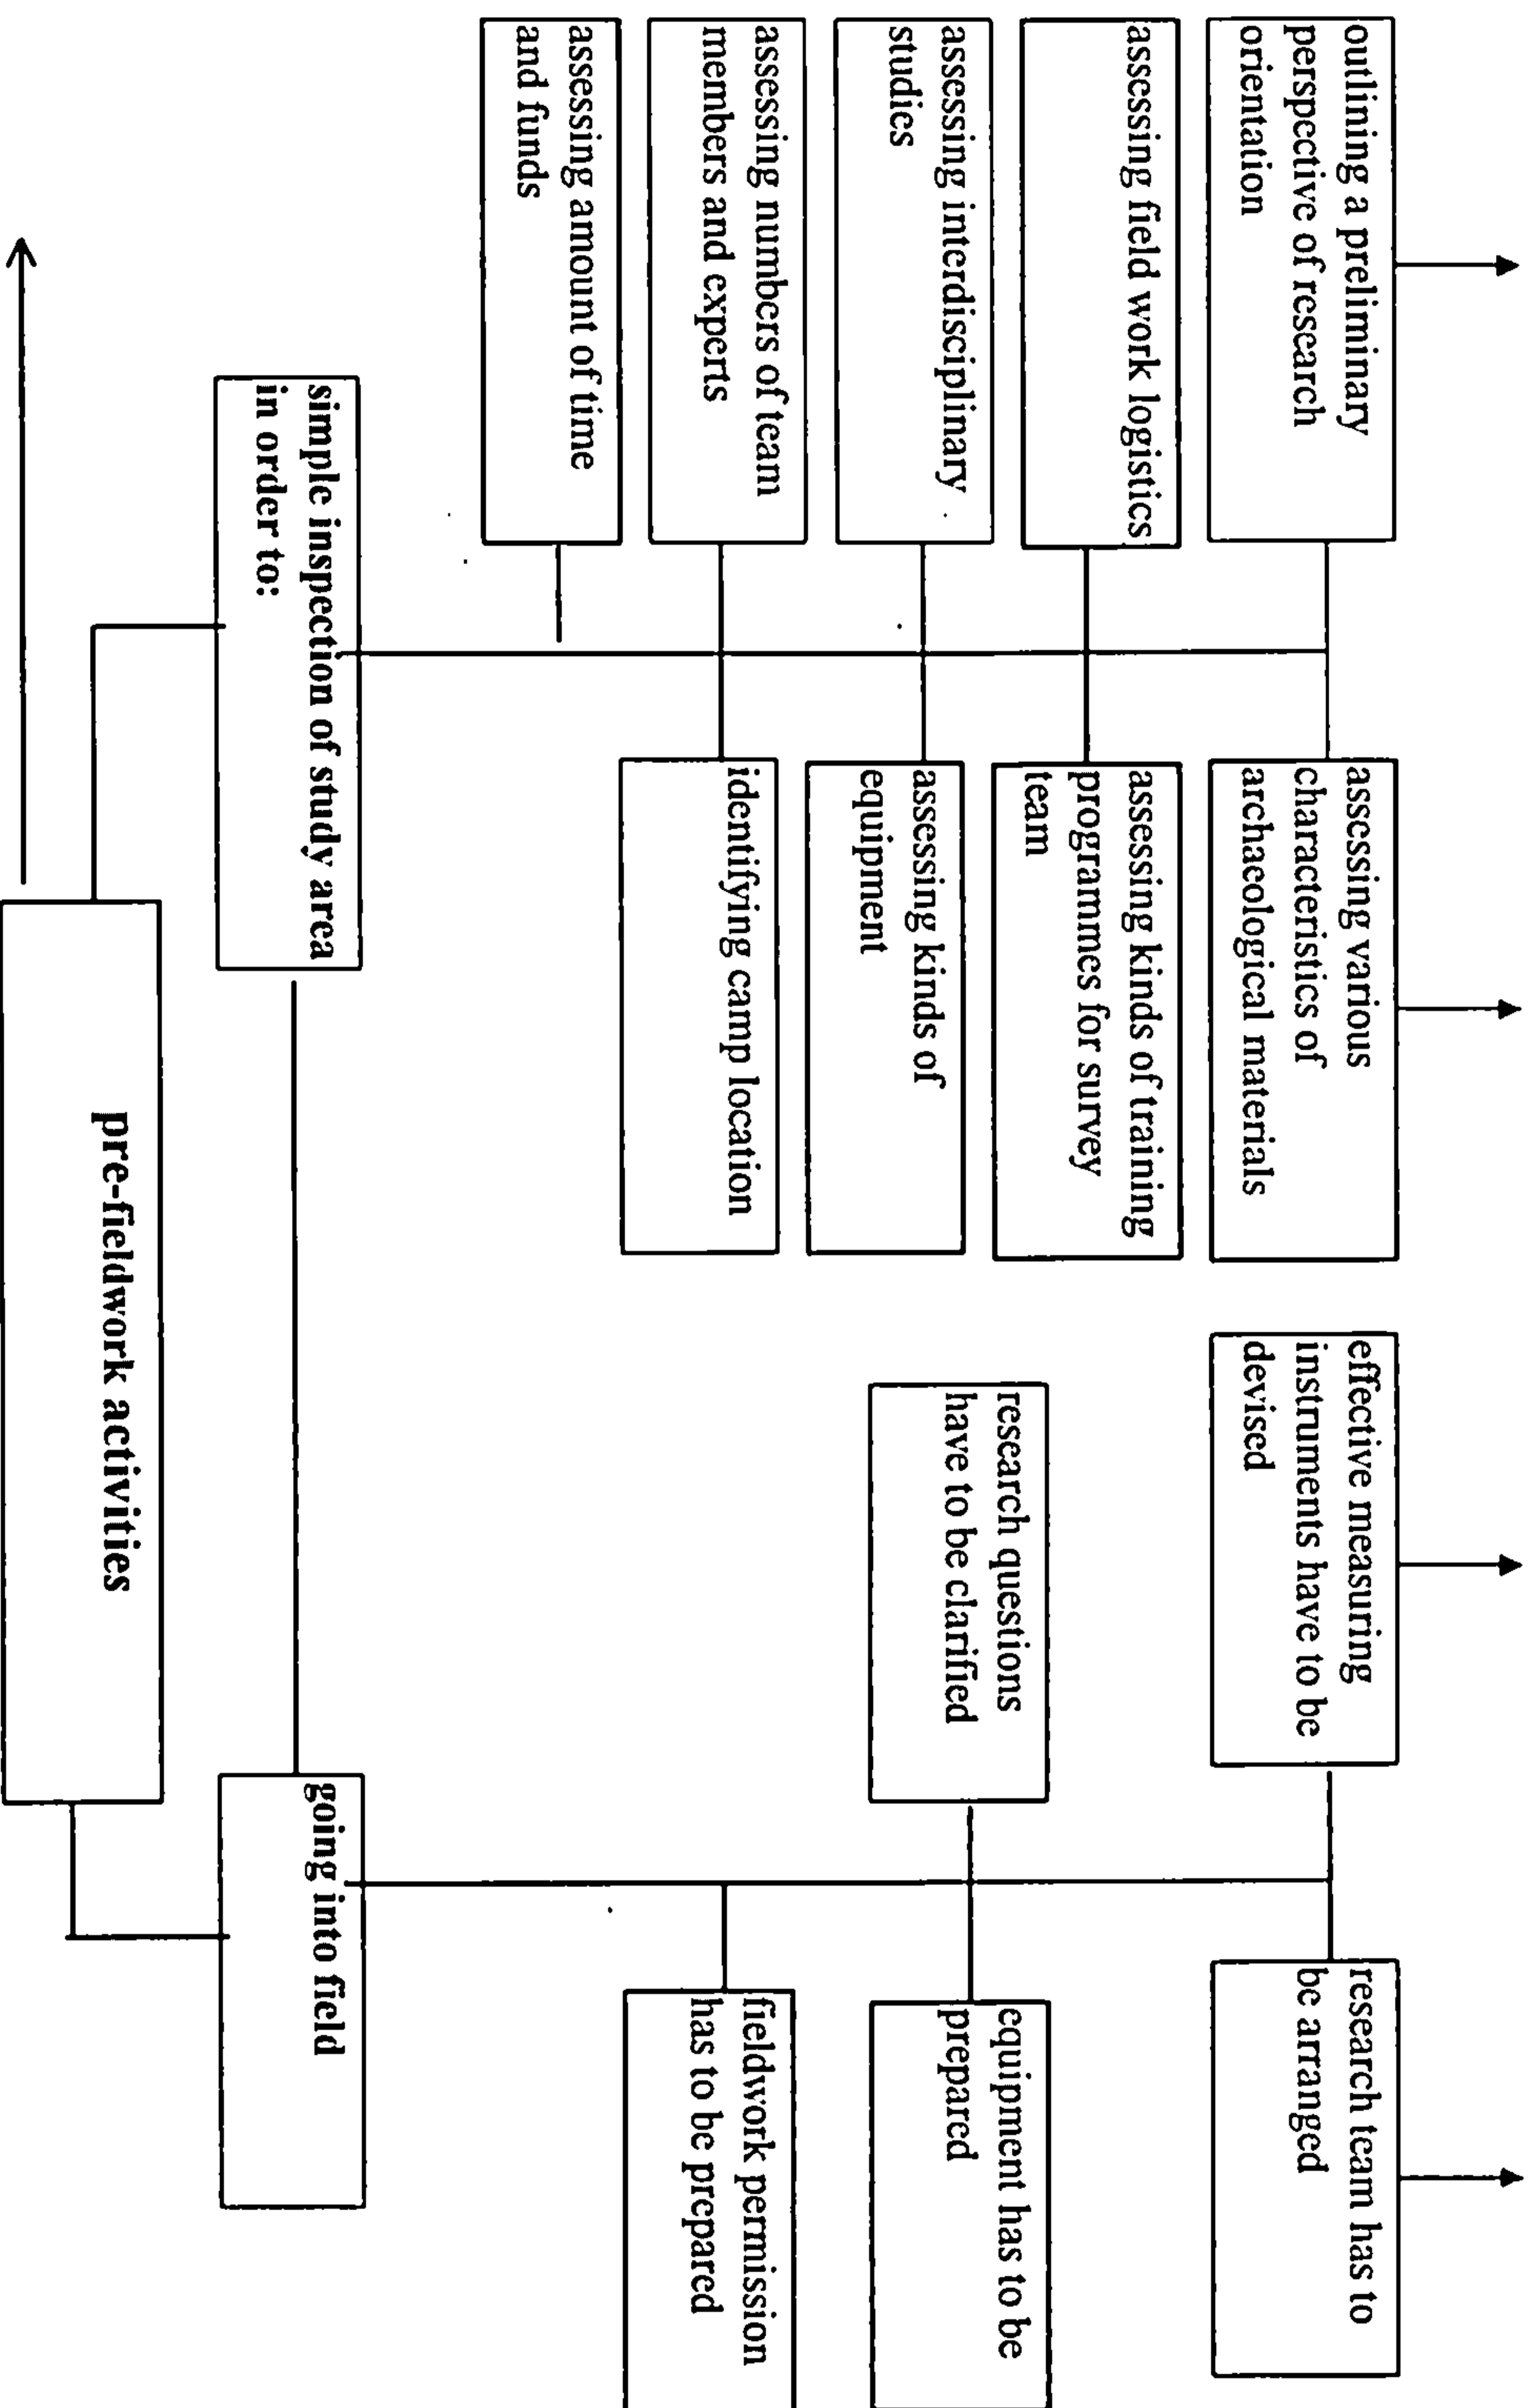 outlining a preliminary
perspective of research
orientation
assessing various
characteristics of
archaeological materials
effective measuring
instruments have to be
devised
research team has to
be arranged
assessing field work logistics
assessing kinds of training
programmes for survey
team
research questions
have to be clarified
equipment has to be
prepared
assessing interdisciplinary
studies
assessing kinds of
equipment
assessing numbers of team
members and experts
identifying camp location
fieldwork permission
has to be prepared
assessing amount of time
and funds
simple inspection of study area
in order to:
going into field
pre-fieldwork activities